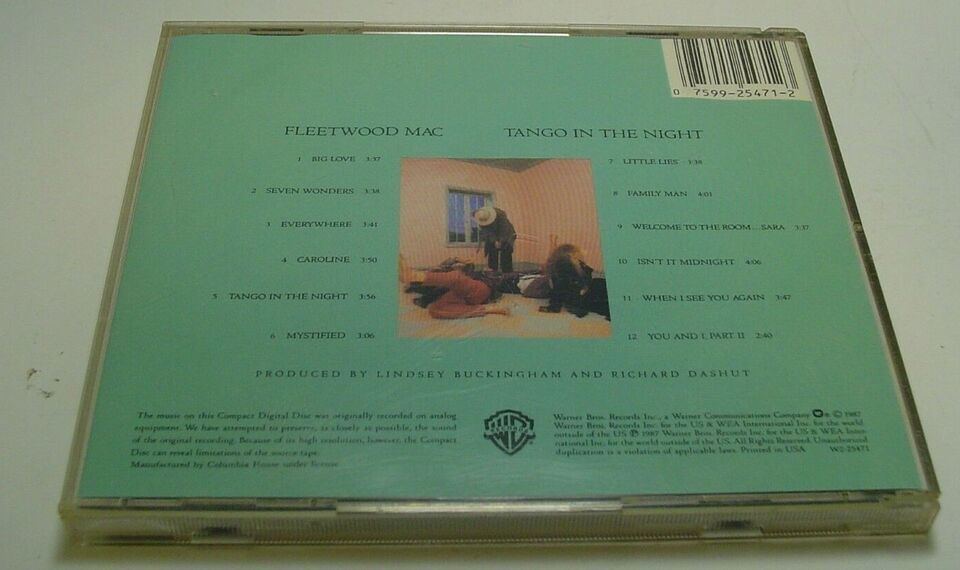 0 7599-25471-2
FLEETWOOD MAC
TANGO IN THE NIGHT
1 BIG LOVE 3:37
2 SEVEN WONDERS 3:38
3 EVERYWHERE 3:41
4 CAROLINE 3:50
5 TANGO IN THE NIGHT 3:56
6 MYSTIFIED 3:06
7 LITTLE LIES 3:38
8 FAMILY MAN 4:01
9 WELCOME TO THE ROOM...SARA 3:37
10 ISN'T IT MIDNIGHT 4:06
11 WHEN I SEE YOU AGAIN 3:47
12 YOU AND I, PART II 2:40
PRODUCED BY LINDSEY BUCKINGHAM AND RICHARD DASHUT
The music on this Compact Digital Disc was originally recorded on analog
equipment. We have attempted to preserve, as closely as possible, the sound
of the original recording. Because of its high resolution, however, the Compact
Disc can reveal limitations of the source tape.
Manufactured by Columbia House under license
Warner Bros. Records Inc., a Warner Communications Company ® © 1987
Warner Bros. Records Inc. for the US & WEA International Inc. for the world
outside of the US ℗ 1987 Warner Bros. Records Inc. for the US & WEA Inter-
national Inc. for the world outside of the US. All Rights Reserved. Unauthorized
duplication is a violation of applicable laws. Printed in USA W2-25471